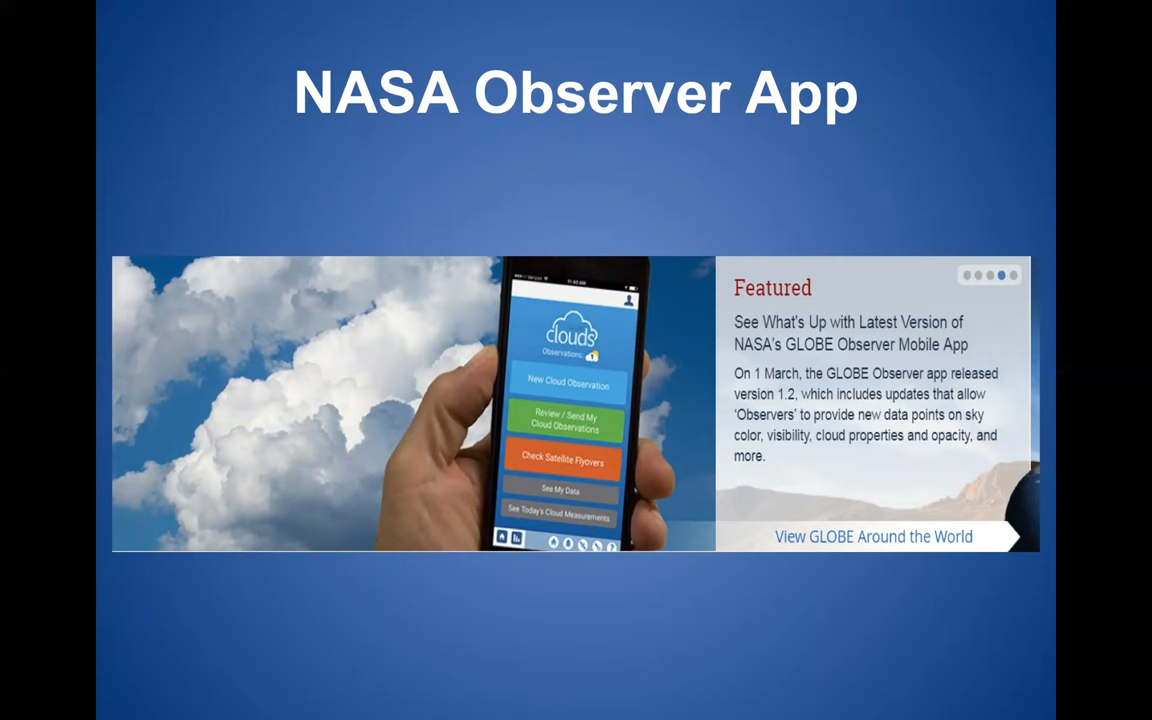 NASA Observer App
11:40 AM
clouds
Observations:
New Cloud Observation
Review / Send My
Cloud Observations
Check Satellite Flyovers
See My Data
See Today's Cloud Measurements
Featured
See What's Up with Latest Version of
NASA's GLOBE Observer Mobile App
On 1 March, the GLOBE Observer app released
version 1.2, which includes updates that allow
‘Observers’ to provide new data points on sky
color, visibility, cloud properties and opacity, and
more.
View GLOBE Around the World